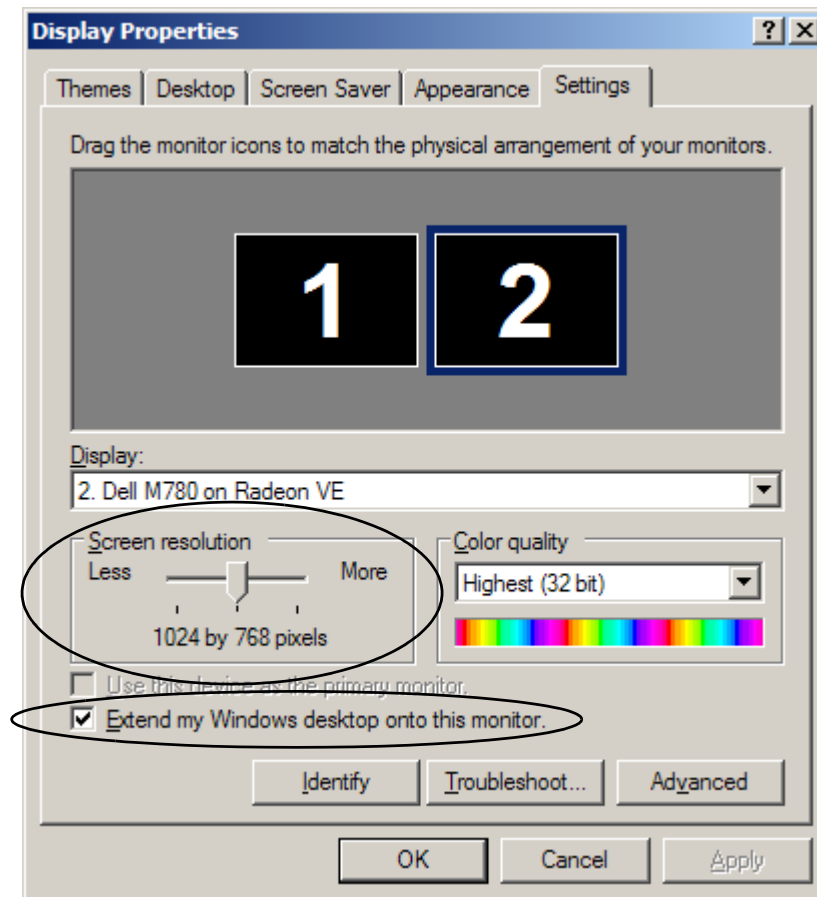 Display Properties
Themes Desktop Screen Saver Appearance Settings
Drag the monitor icons to match the physical arrangement of your monitors.
1 2
Display:
2. Dell M780 on Radeon VE
Screen resolution
Less More
1024 by 768 pixels
Color quality
Highest (32 bit)
Use this device as the primary monitor.
Extend my Windows desktop onto this monitor.
Identify Troubleshoot... Advanced
OK Cancel Apply